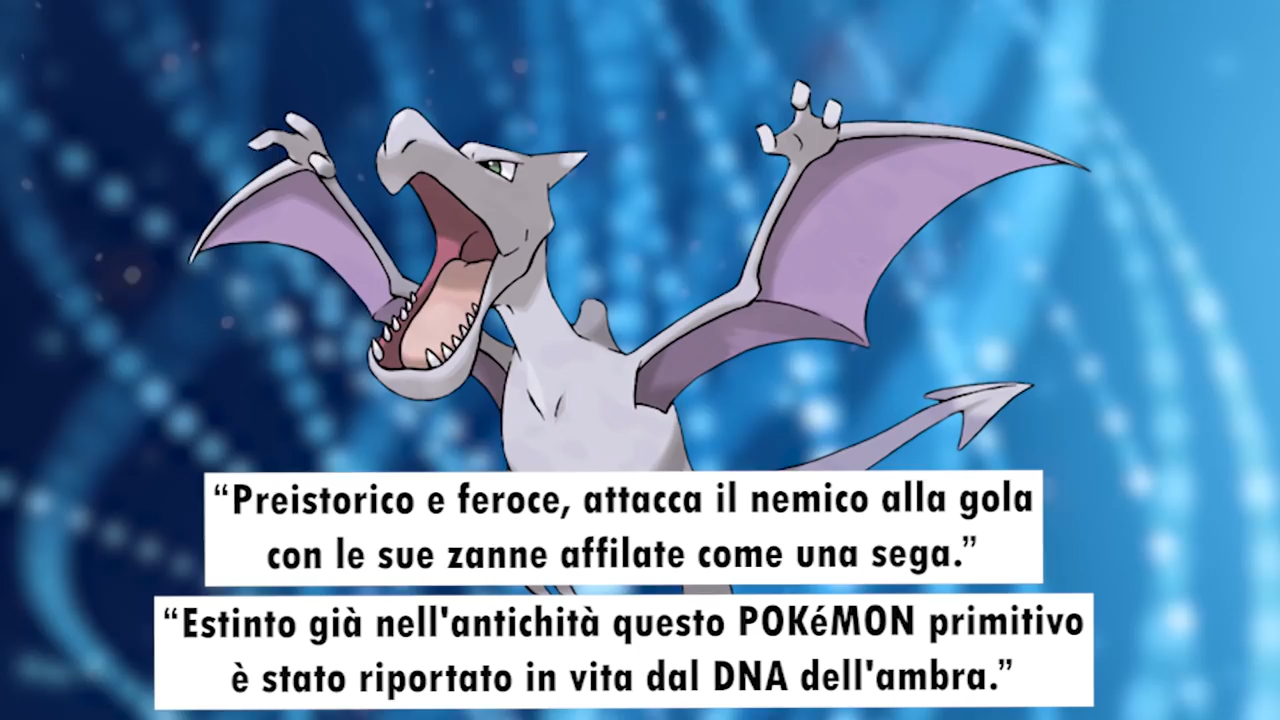 “Preistorico e feroce, attacca il nemico alla gola
con le sue zanne affilate come una sega.”
“Estinto già nell'antichità questo POKéMON primitivo
è stato riportato in vita dal DNA dell'ambra.”